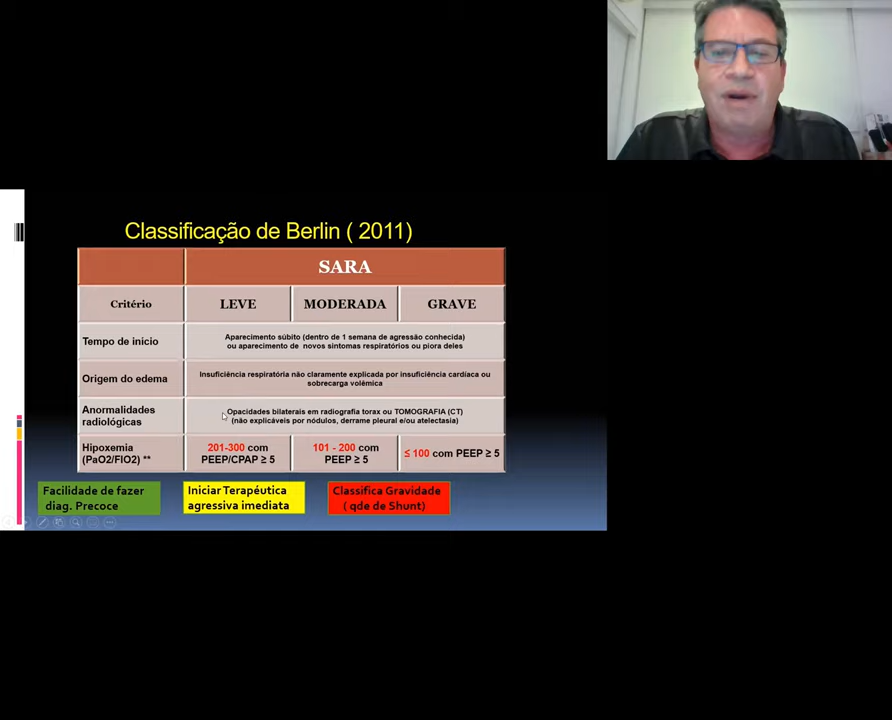 Classificação de Berlin ( 2011)
SARA
Critério LEVE MODERADA GRAVE
Tempo de inicio
Aparecimento súbito (dentro de 1 semana de agressão conhecida)
ou aparecimento de novos sintomas respiratórios ou piora deles
Origem do edema
Insuficiência respiratória não claramente explicada por insuficiência cardíaca ou
sobrecarga volêmica
Anormalidades
radiológicas
Opacidades bilaterais em radiografia torax ou TOMOGRAFIA (CT)
(não explicáveis por nódulos, derrame pleural e/ou atelectasia)
Hipoxemia
(PaO2/FIO2) **
201-300 com
PEEP/CPAP ≥ 5
101 - 200 com
PEEP ≥ 5
≤ 100 com PEEP ≥ 5
Facilidade de fazer
diag. Precoce
Iniciar Terapéutica
agressiva imediata
Classifica Gravidade
( qde de Shunt)